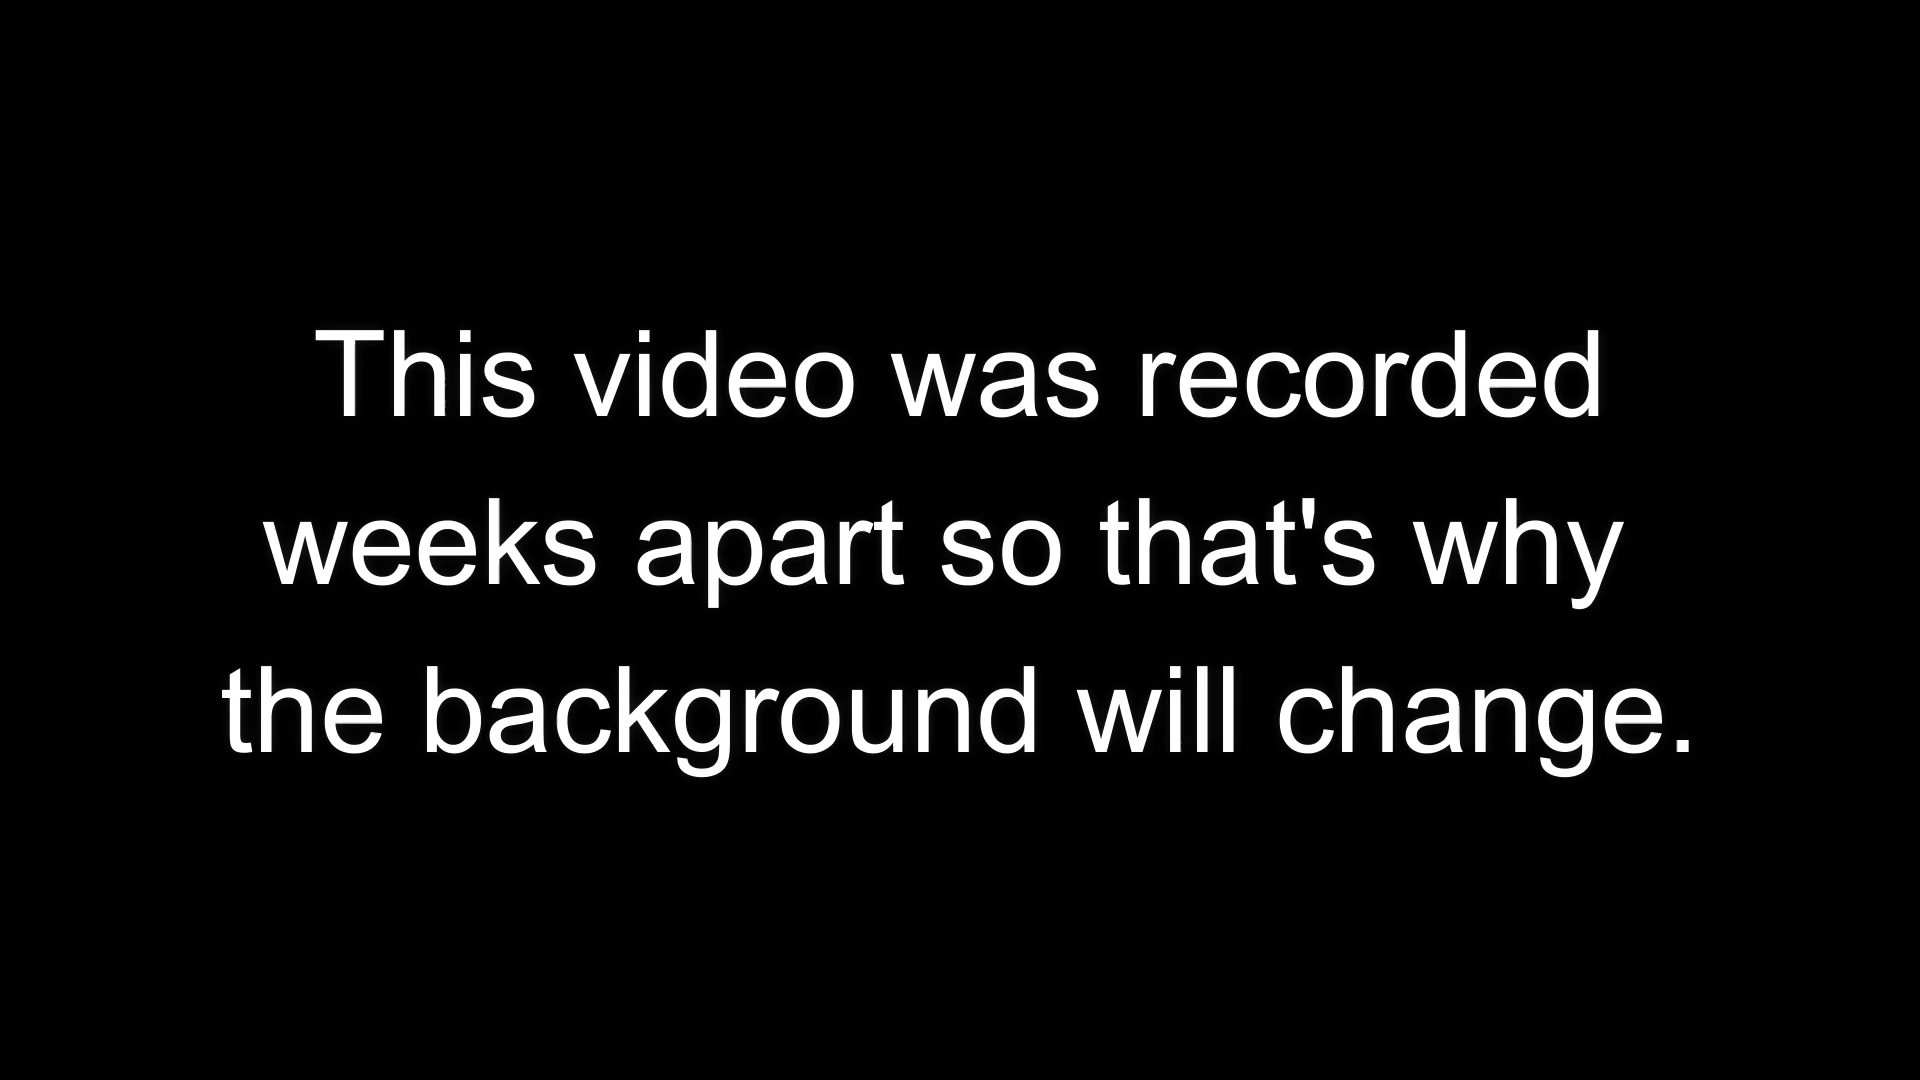 This video was recorded
weeks apart so that's why
the background will change.